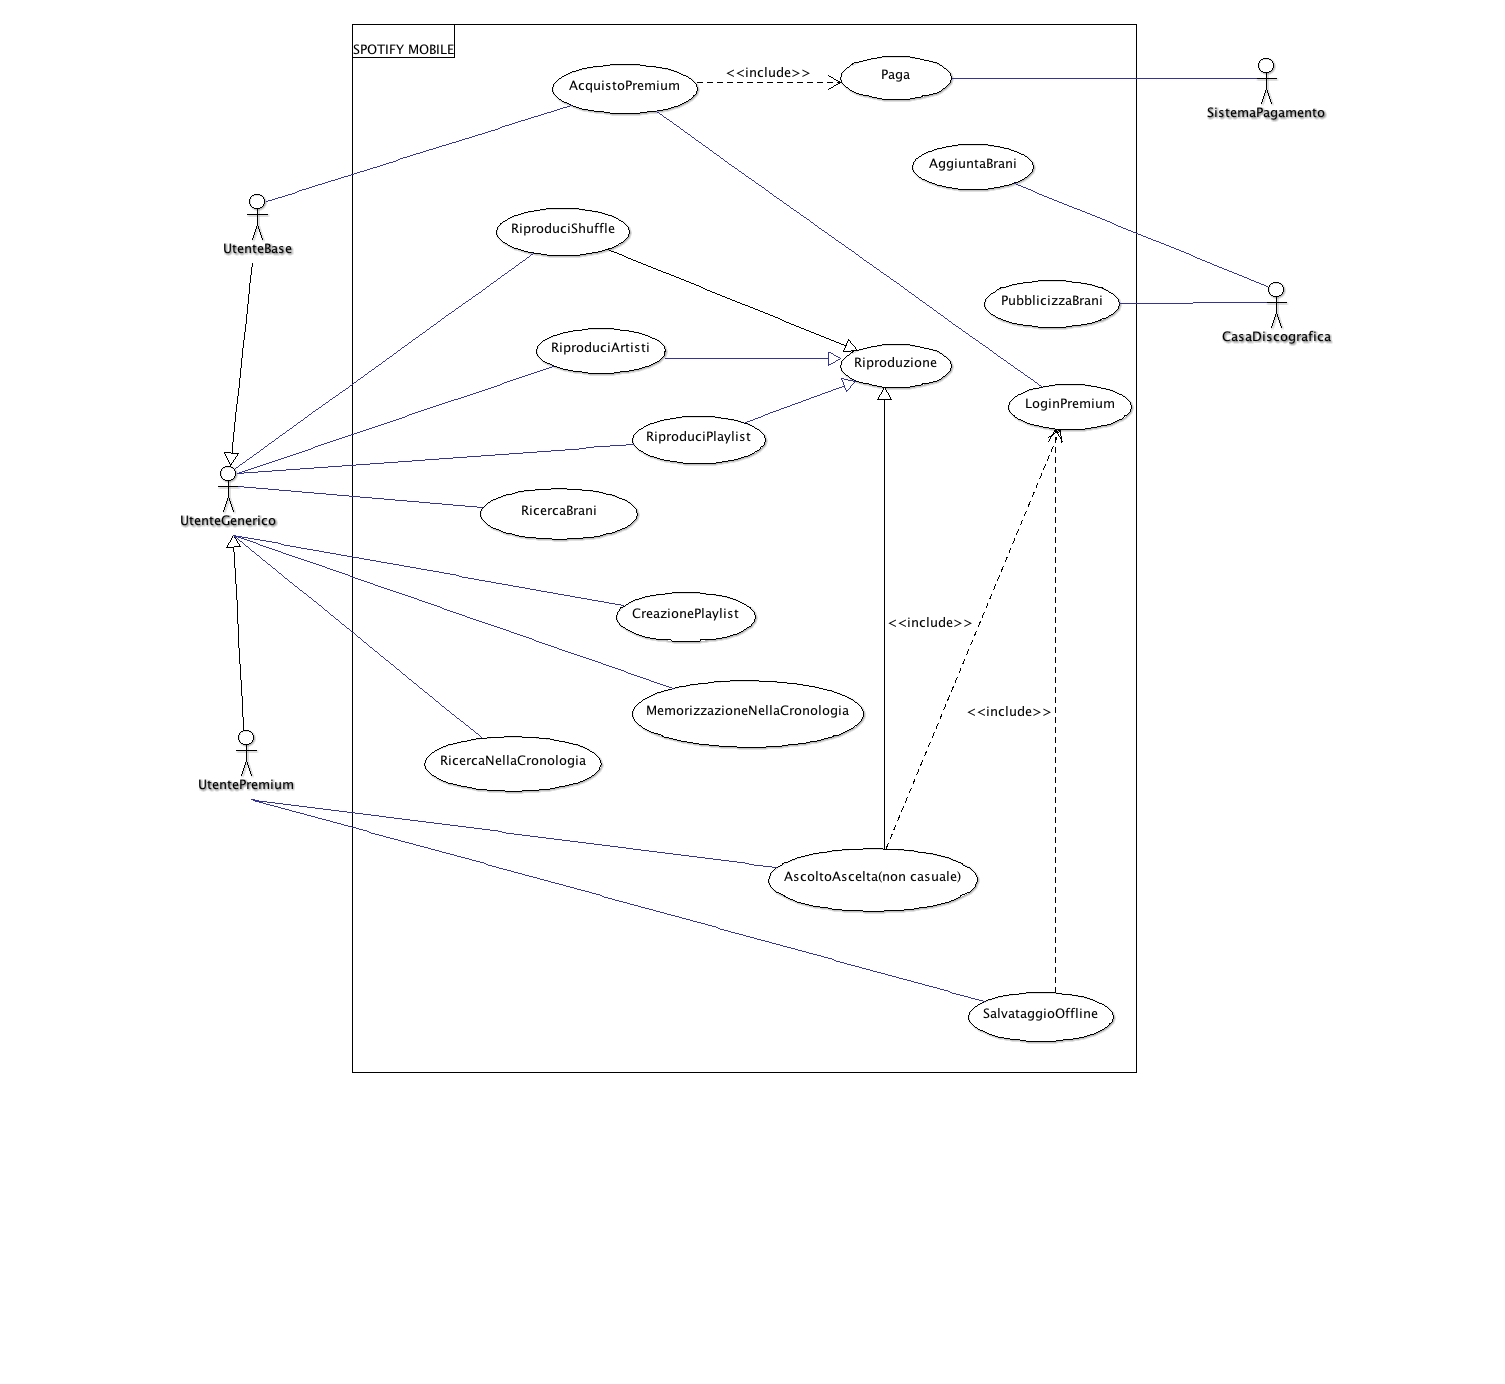 SPOTIFY MOBILE
AcquistoPremium
<<include>>
Paga
SistemaPagamento
AggiuntaBrani
UtenteBase
RiproduciShuffle
PubblicizzaBrani
CasaDiscografica
RiproduciArtisti
Riproduzione
LoginPremium
RiproduciPlaylist
RicercaBrani
UtenteGenerico
CreazionePlaylist
<<include>>
MemorizzazioneNellaCronologia
<<include>>
RicercaNellaCronologia
UtentePremium
AscoltoAscelta(non casuale)
SalvataggioOffline